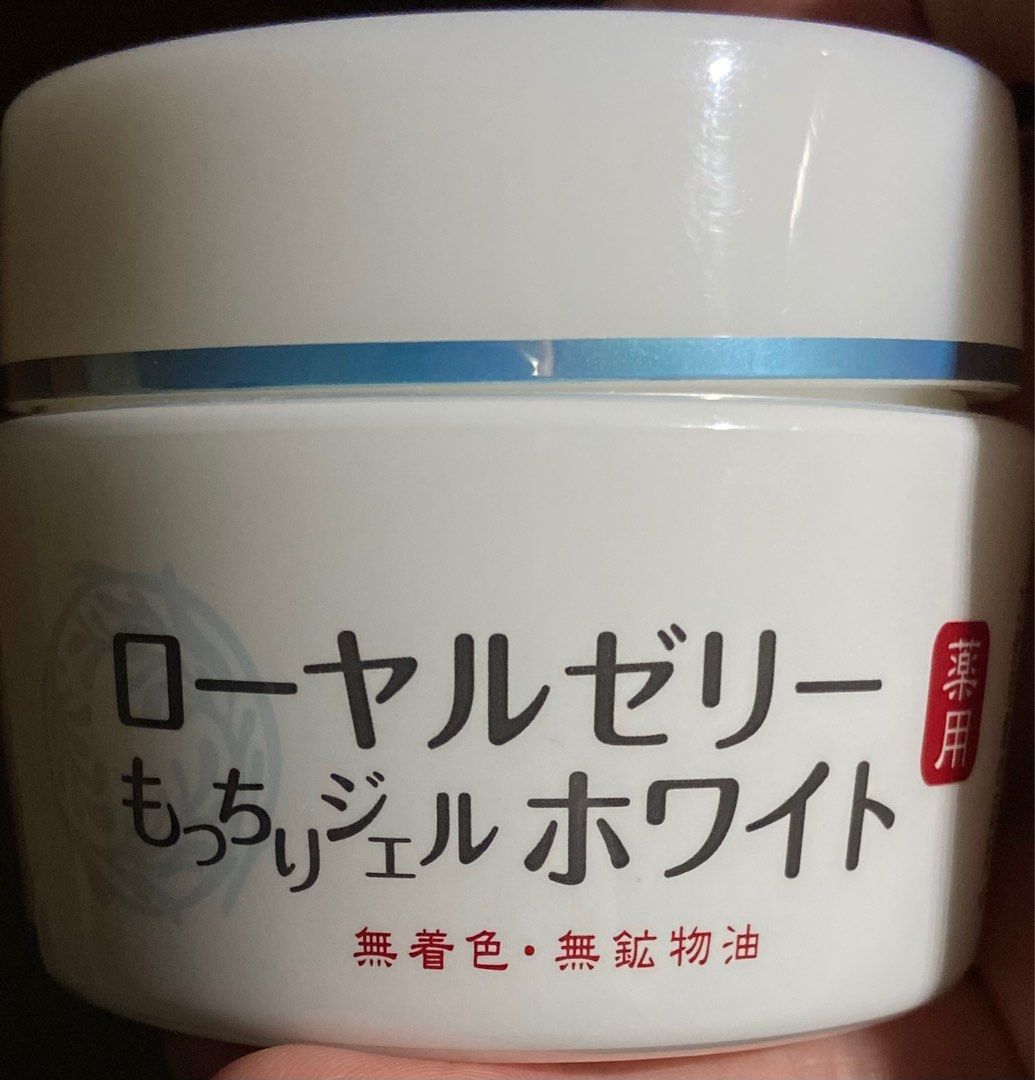 ローヤルゼリー
もっちりジェル ホワイト
薬用
無着色・無鉱物油